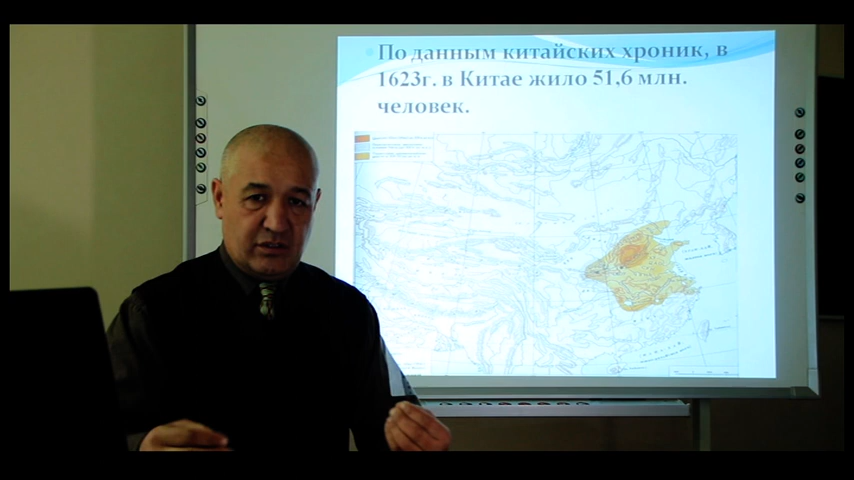 По данным китайских хроник, в
1623г. в Китае жило 51,6 млн.
человек.